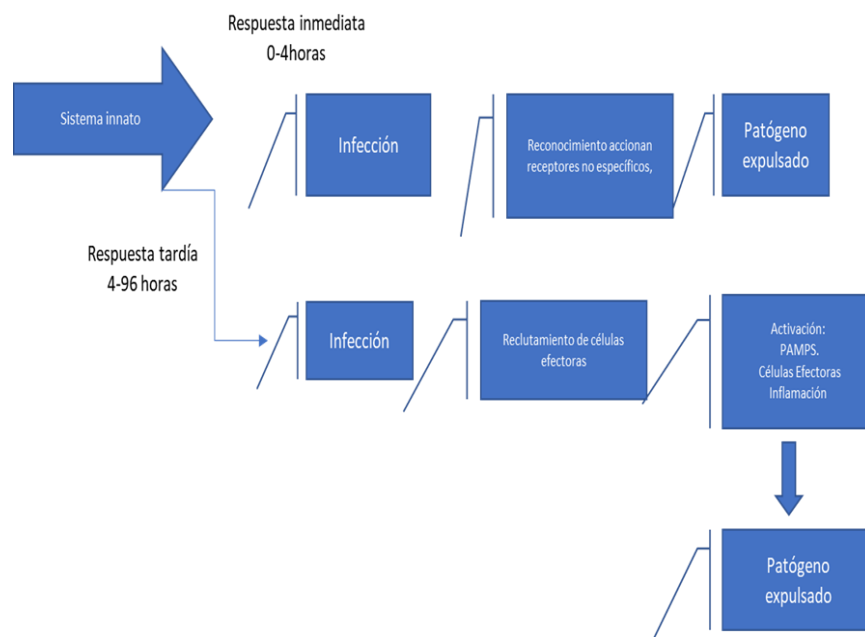 Respuesta inmediata
0-4horas
Sistema innato
Infección
Reconocimiento accionan
receptores no específicos,
Patógeno
expulsado
Respuesta tardía
4-96 horas
Infección
Reclutamiento de células
efectoras
Activación:
PAMPS.
Células Efectoras
Inflamación
Patógeno
expulsado